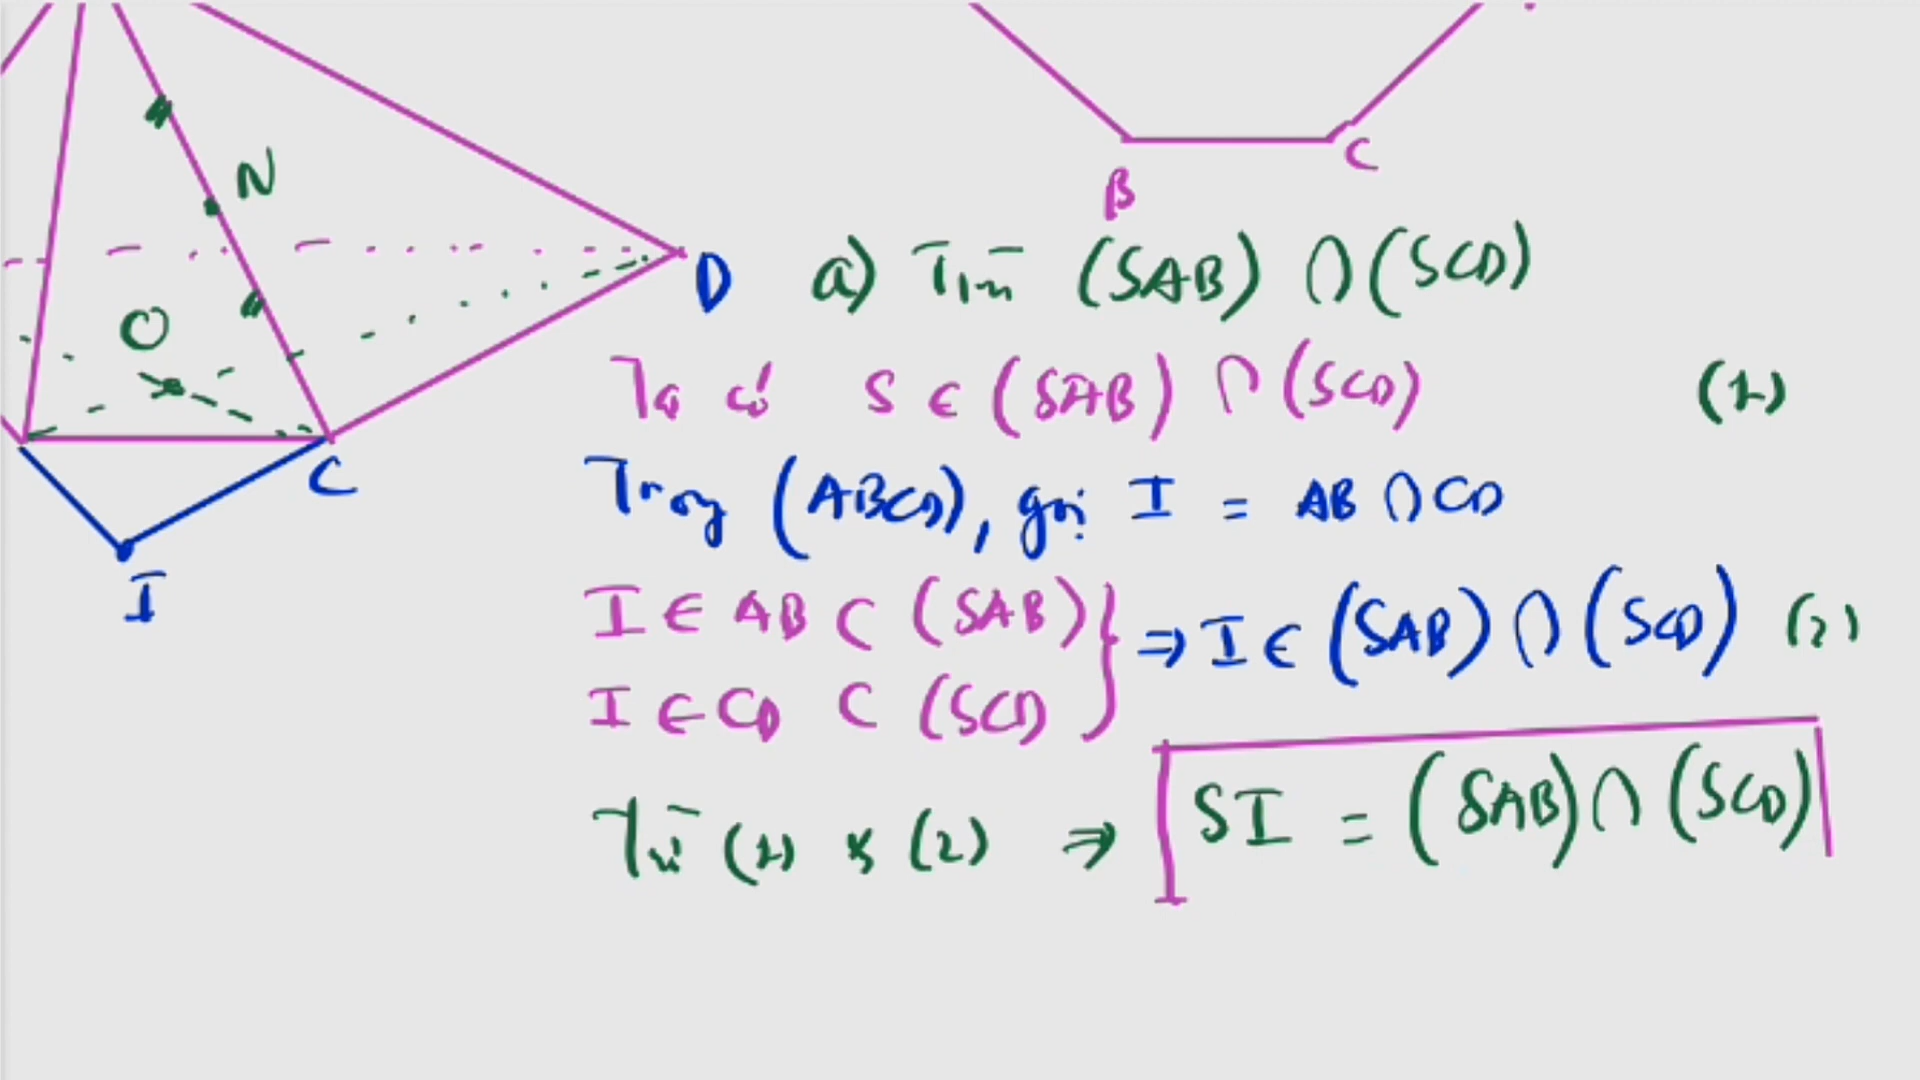 B C
N
D
O
C
I
a) Tìm (SAB) ∩ (SCD)
Ta có S ∈ (SAB) ∩ (SCD) (1)
Trong (ABCD), gọi I = AB ∩ CD
I ∈ AB ⊂ (SAB)
I ∈ CD ⊂ (SCD) } ⇒ I ∈ (SAB) ∩ (SCD) (2)
Từ (1) & (2) ⇒ SI = (SAB) ∩ (SCD)